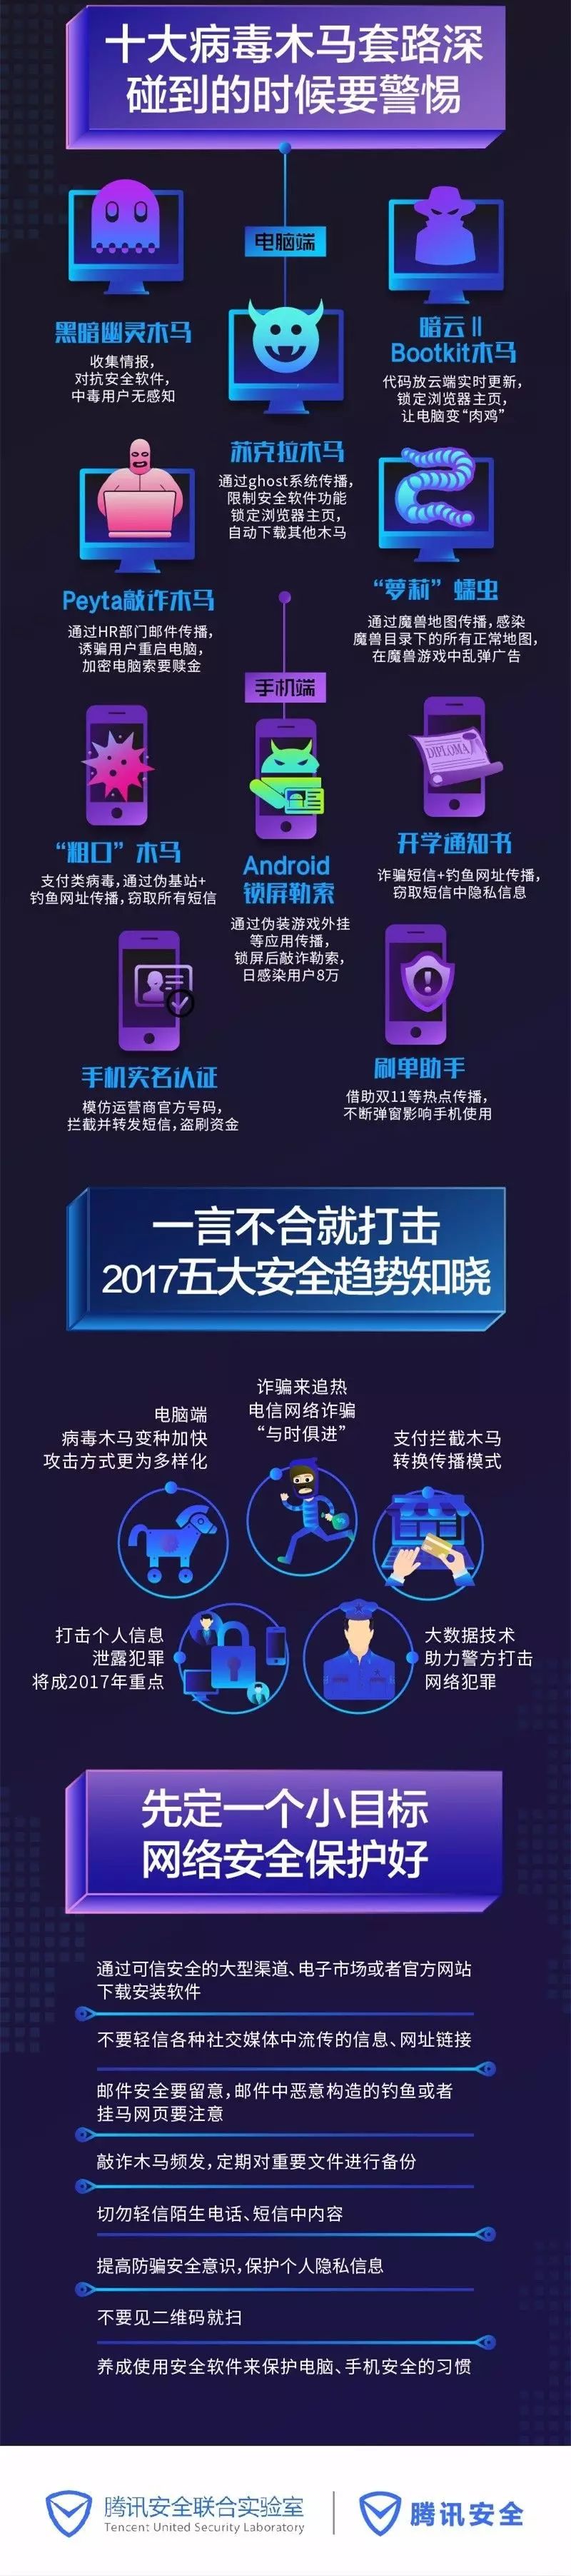 十大病毒木马套路深
碰到的时候要警惕
电脑端
黑暗幽灵木马
收集情报，
对抗安全软件，
中毒用户无感知
暗云Ⅱ
Bootkit木马
代码放云端实时更新，
锁定浏览器主页，
让电脑变“肉鸡”
苏克拉木马
通过ghost系统传播，
限制安全软件功能
锁定浏览器主页，
自动下载其他木马
Peyta敲诈木马
通过HR部门邮件传播，
诱骗用户重启电脑，
加密电脑索要赎金
“萝莉”蠕虫
通过魔兽地图传播，感染
魔兽目录下的所有正常地图，
在魔兽游戏中乱弹广告
手机端
“粗口”木马
支付类病毒，通过伪基站+
钓鱼网址传播，窃取所有短信
Android
锁屏勒索
通过伪装游戏外挂
等应用传播，
锁屏后敲诈勒索，
日感染用户8万
DIPLOMA
开学通知书
诈骗短信+钓鱼网址传播，
窃取短信中隐私信息
手机实名认证
模仿运营商官方号码，
拦截并转发短信，盗刷资金
刷单助手
借助双11等热点传播，
不断弹窗影响手机使用
一言不合就打击
2017五大安全趋势知晓
电脑端
病毒木马变种加快
攻击方式更为多样化
诈骗来追热
电信网络诈骗
“与时俱进”
支付拦截木马
转换传播模式
打击个人信息
泄露犯罪
将成2017年重点
大数据技术
助力警方打击
网络犯罪
先定一个小目标
网络安全保护好
通过可信安全的大型渠道、电子市场或者官方网站
下载安装软件
不要轻信各种社交媒体中流传的信息、网址链接
邮件安全要留意，邮件中恶意构造的钓鱼或者
挂马网页要注意
敲诈木马频发，定期对重要文件进行备份
切勿轻信陌生电话、短信中内容
提高防骗安全意识，保护个人隐私信息
不要见二维码就扫
养成使用安全软件来保护电脑、手机安全的习惯
腾讯安全联合实验室
Tencent United Security Laboratory
腾讯安全